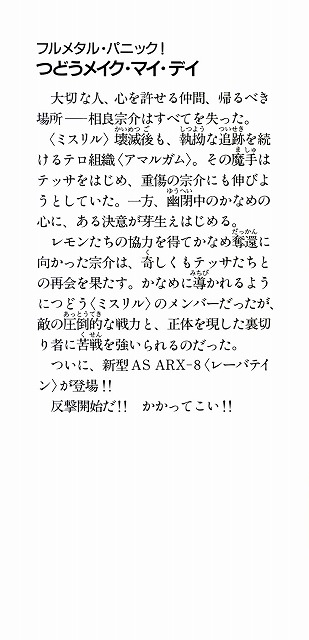 フルメタル・パニック！
つどうメイク・マイ・デイ
大切な人、心を許せる仲間、帰るべき
場所――相良宗介はすべてを失った。
〈ミスリル〉壊滅後も、執拗な追跡を続
けるテロ組織〈アマルガム〉。その魔手は
テッサをはじめ、重傷の宗介にも伸びよ
うとしていた。一方、幽閉中のかなめの
心に、ある決意が芽生えはじめる。
レモンたちの協力を得てかなめ奪還に
向かった宗介は、奇しくもテッサたちと
の再会を果たす。かなめに導かれるよう
につどう〈ミスリル〉のメンバーだったが、
敵の圧倒的な戦力と、正体を現した裏切
り者に苦戦を強いられるのだった。
ついに、新型AS ARX-8〈レーバテイ
ン〉が登場!!
反撃開始だ!!　かかってこい!!